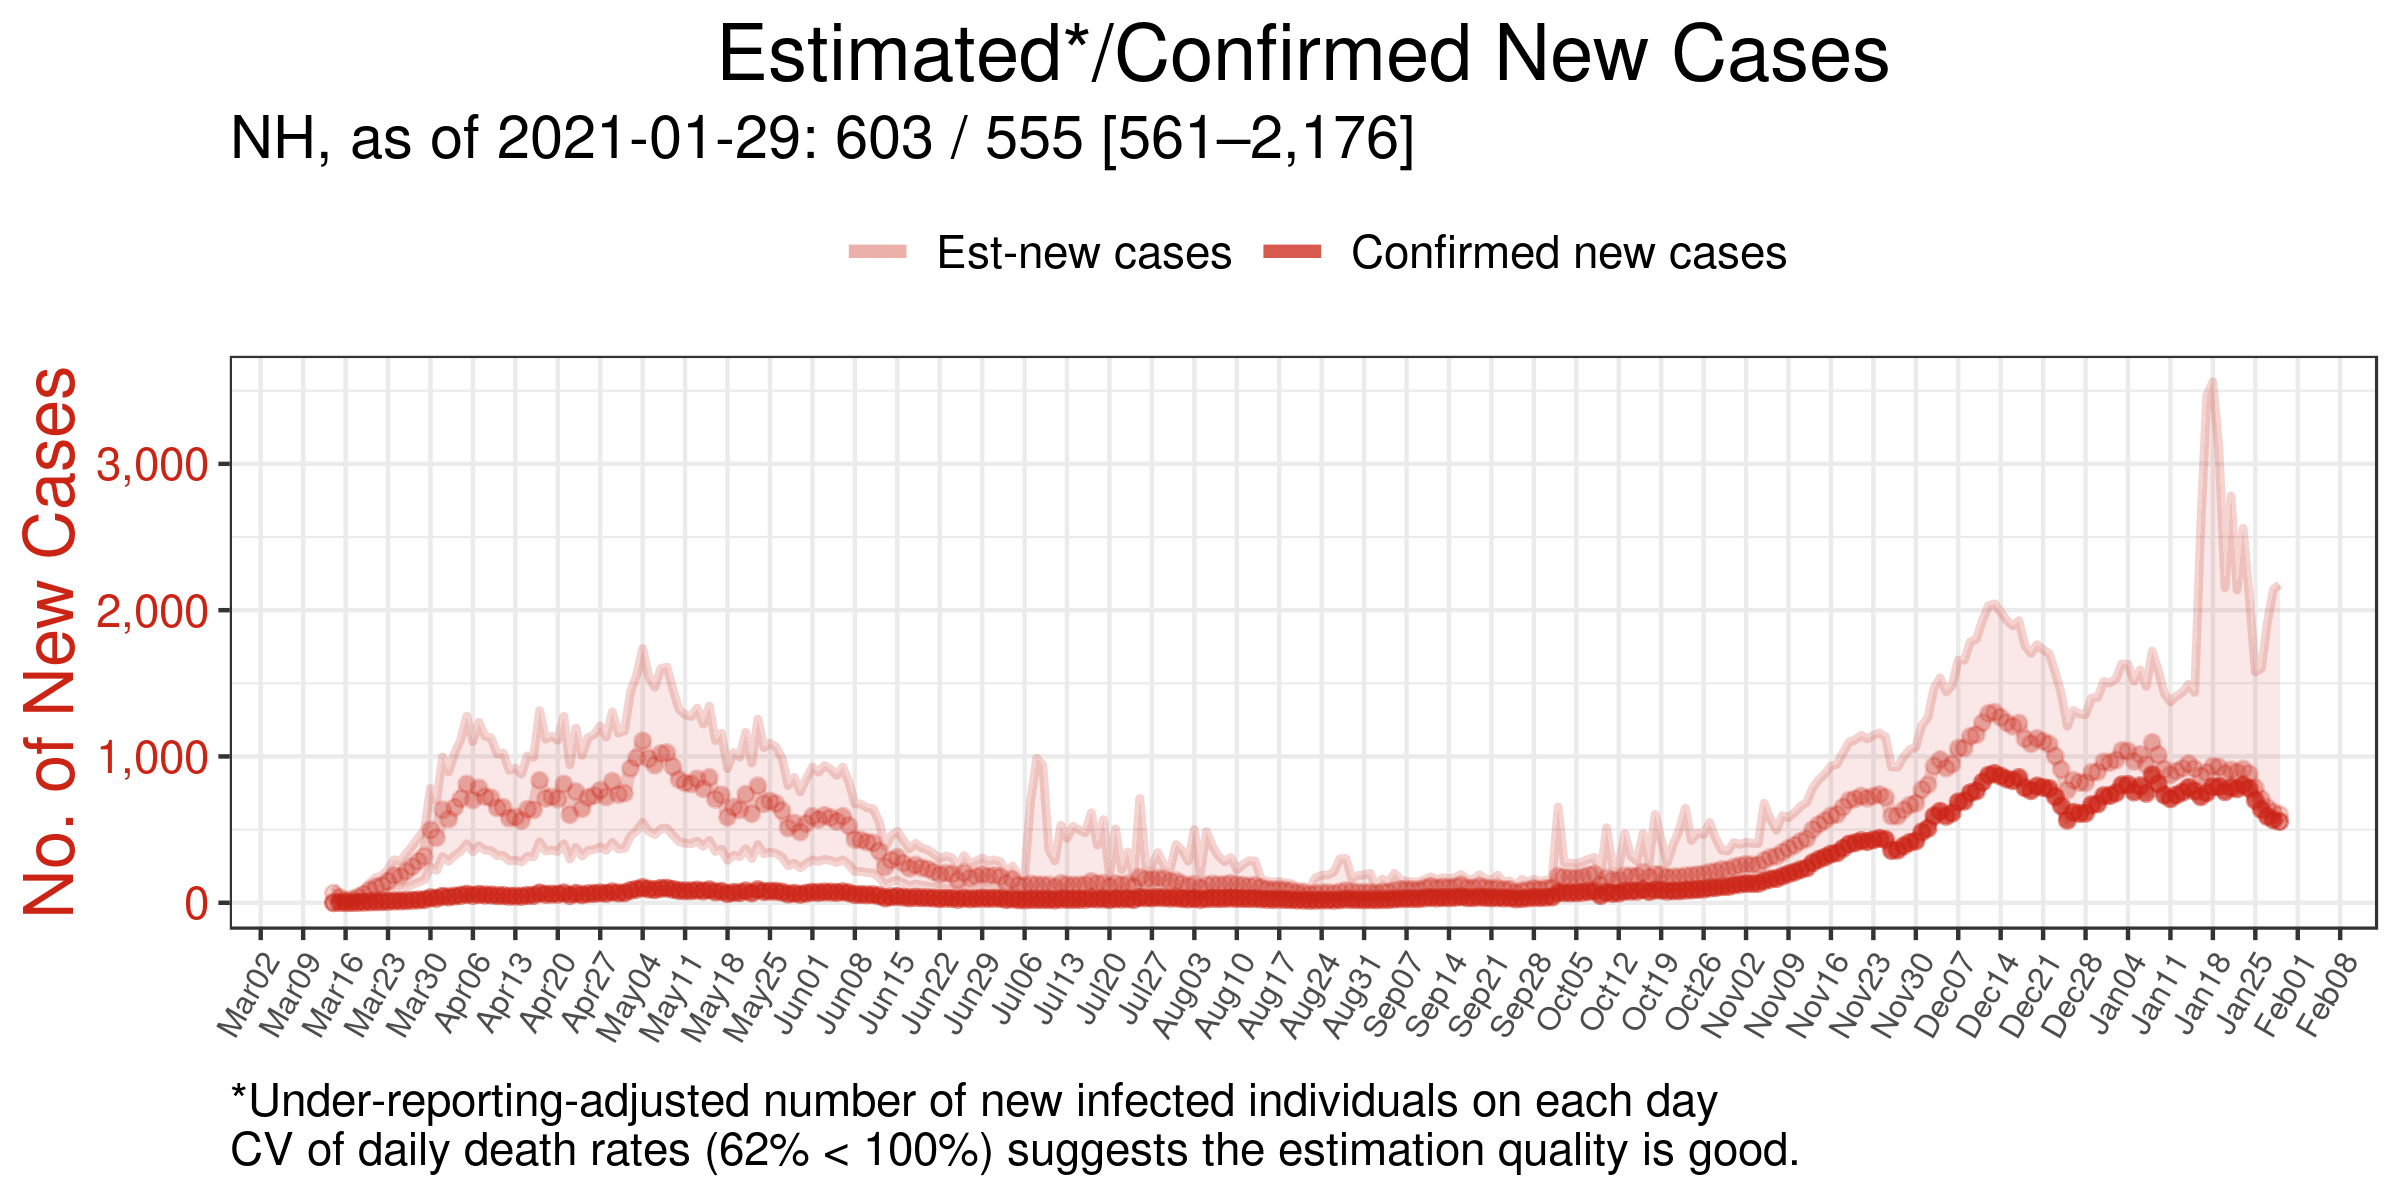 Estimated*/Confirmed New Cases
NH, as of 2021-01-29: 603 / 555 [561–2,176]
Est-new cases
Confirmed new cases
No. of New Cases
3,000
2,000
1,000
0
Mar02
Mar09
Mar16
Mar23
Mar30
Apr06
Apr13
Apr20
Apr27
May04
May11
May18
May25
Jun01
Jun08
Jun15
Jun22
Jun29
Jul06
Jul13
Jul20
Jul27
Aug03
Aug10
Aug17
Aug24
Aug31
Sep07
Sep14
Sep21
Sep28
Oct05
Oct12
Oct19
Oct26
Nov02
Nov09
Nov16
Nov23
Nov30
Dec07
Dec14
Dec21
Dec28
Jan04
Jan11
Jan18
Jan25
Feb01
Feb08
*Under-reporting-adjusted number of new infected individuals on each day
CV of daily death rates (62% < 100%) suggests the estimation quality is good.